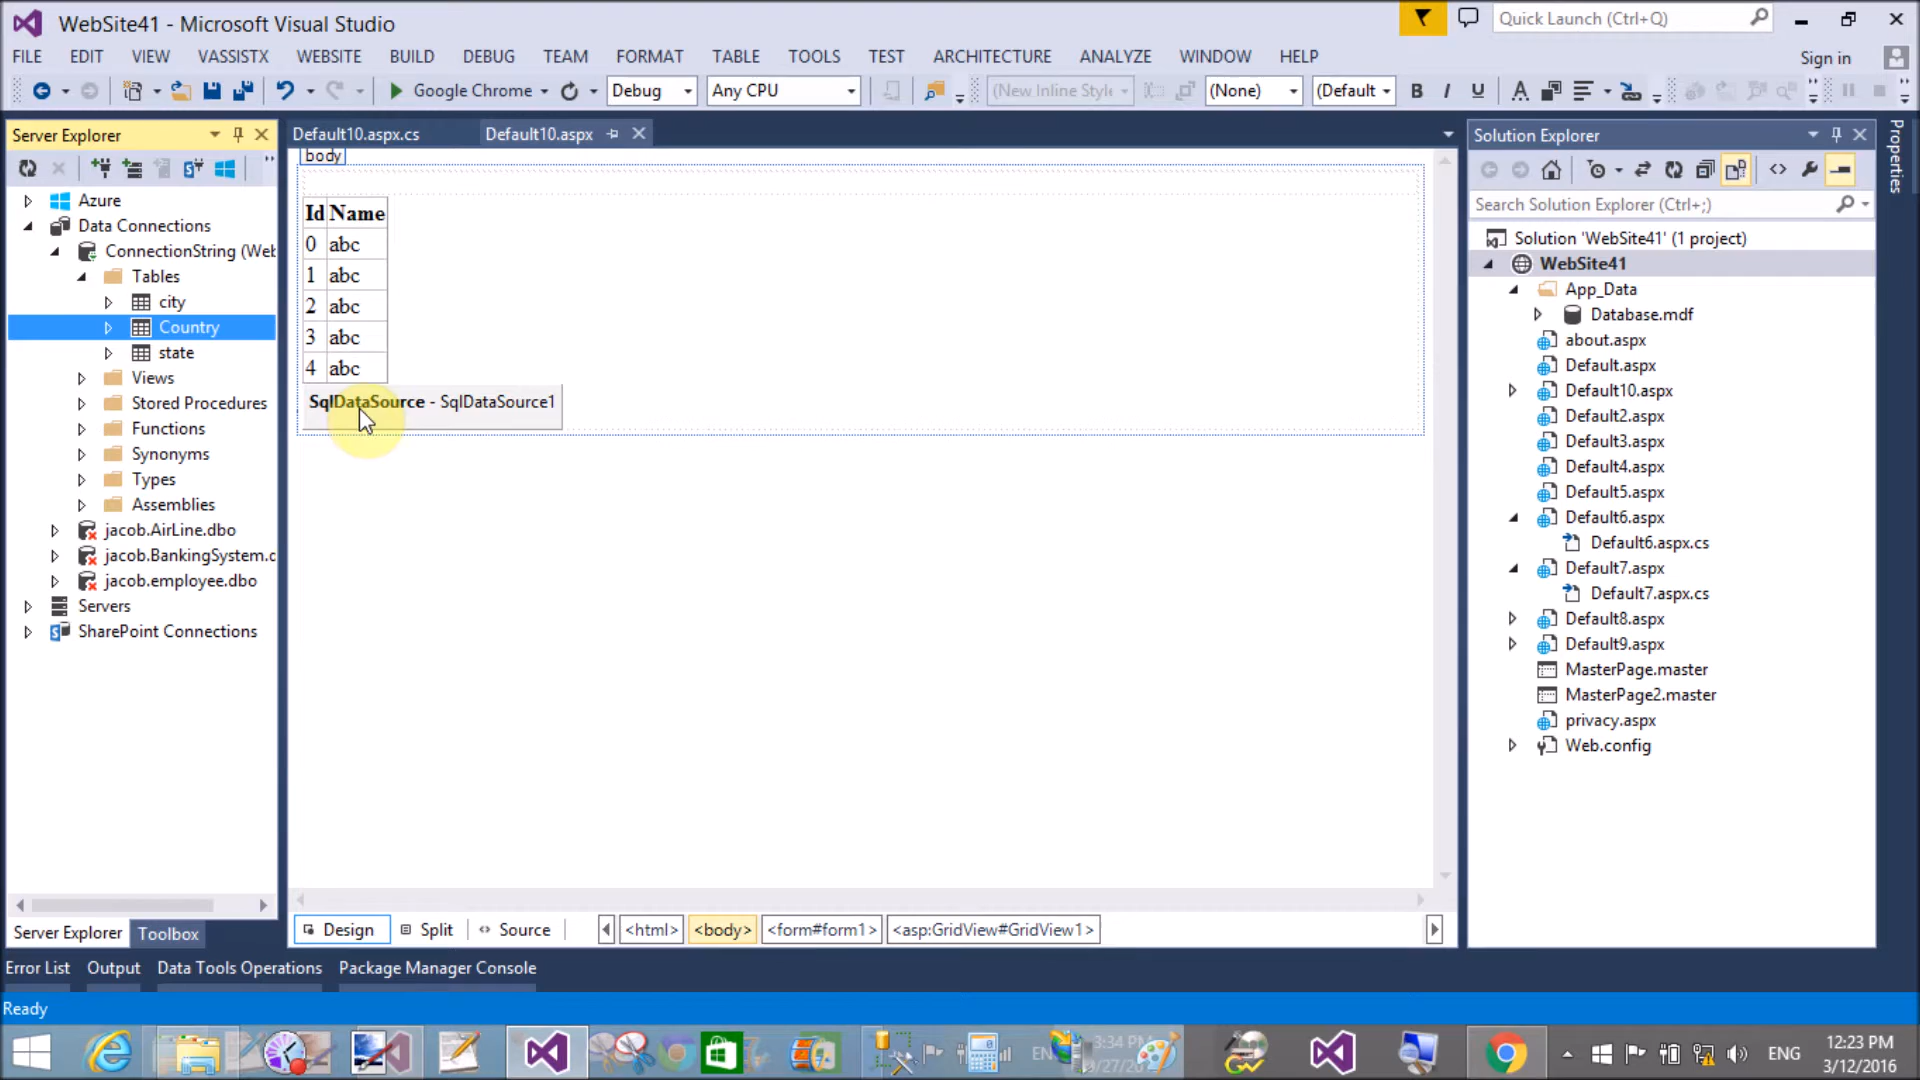 WebSite41 - Microsoft Visual Studio
Quick Launch (Ctrl+Q)
FILE EDIT VIEW VASSISTX WEBSITE BUILD DEBUG TEAM FORMAT TABLE TOOLS TEST ARCHITECTURE ANALYZE WINDOW HELP Sign in
Google Chrome Debug Any CPU (New Inline Style (None) (Default B I U A
Server Explorer
Azure
Data Connections
ConnectionString (Web
Tables
city
Country
state
Views
Stored Procedures
Functions
Synonyms
Types
Assemblies
jacob.AirLine.dbo
jacob.BankingSystem.c
jacob.employee.dbo
Servers
SharePoint Connections
Server Explorer Toolbox
Default10.aspx.cs Default10.aspx
body
Id Name
0 abc
1 abc
2 abc
3 abc
4 abc
SqlDataSource - SqlDataSource1
Design Split Source <html> <body> <form#form1> <asp:GridView#GridView1>
Solution Explorer
Search Solution Explorer (Ctrl+;)
Solution 'WebSite41' (1 project)
WebSite41
App_Data
Database.mdf
about.aspx
Default.aspx
Default10.aspx
Default2.aspx
Default3.aspx
Default4.aspx
Default5.aspx
Default6.aspx
Default6.aspx.cs
Default7.aspx
Default7.aspx.cs
Default8.aspx
Default9.aspx
MasterPage.master
MasterPage2.master
privacy.aspx
Web.config
Properties
Error List Output Data Tools Operations Package Manager Console
Ready
3:34 PM
ENG
12:23 PM
3/12/2016